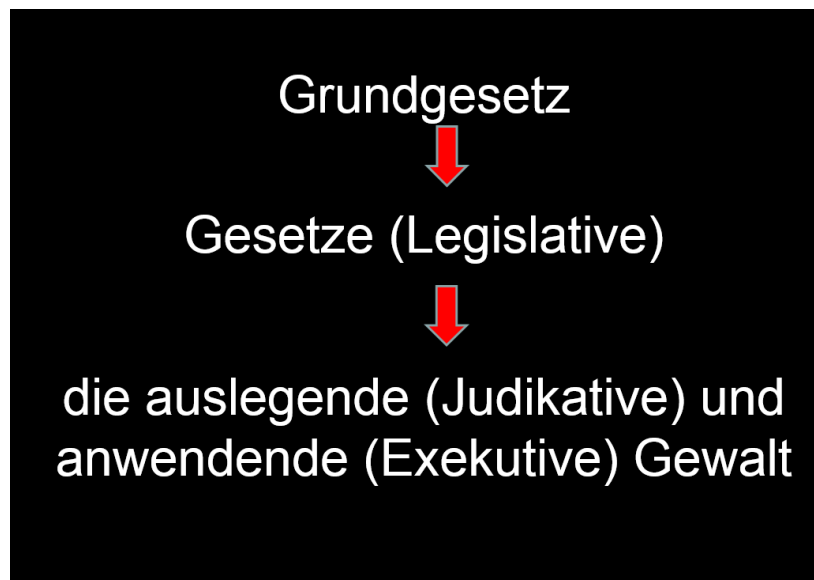 Grundgesetz
Gesetze (Legislative)
die auslegende (Judikative) und
anwendende (Exekutive) Gewalt